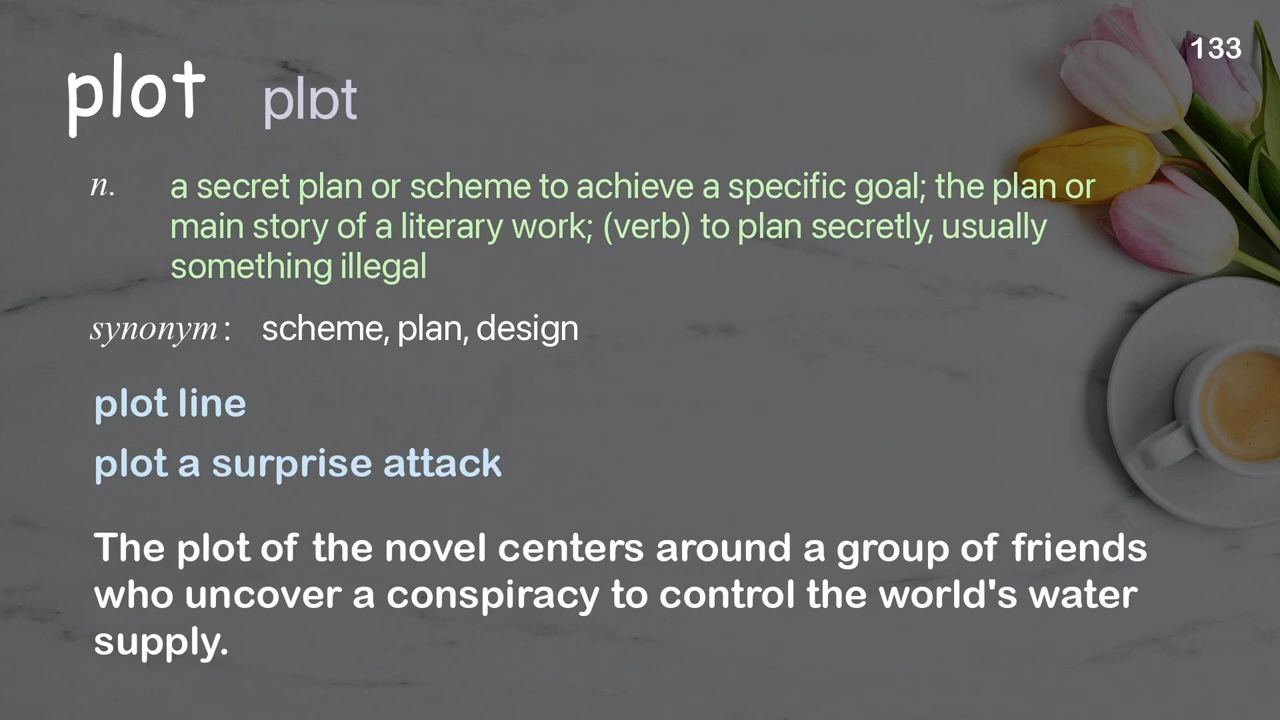 133
plot plɒt
n. a secret plan or scheme to achieve a specific goal; the plan or
main story of a literary work; (verb) to plan secretly, usually
something illegal
synonym: scheme, plan, design
plot line
plot a surprise attack
The plot of the novel centers around a group of friends
who uncover a conspiracy to control the world's water
supply.